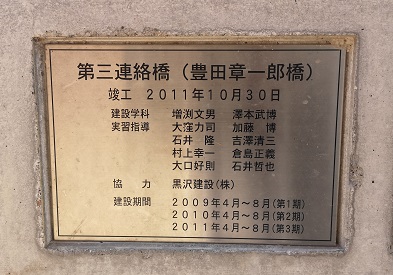 第三連絡橋（豊田章一郎橋）
竣工 2011年10月30日
建設学科 増渕文男 澤本武博
実習指導 大窪力司 加藤 博
石井 隆 吉澤清三
村上幸一 倉島正義
大口好則 石井哲也
協力 黒沢建設（株）
建設期間 2009年4月～8月(第1期)
2010年4月～8月(第2期)
2011年4月～8月(第3期)